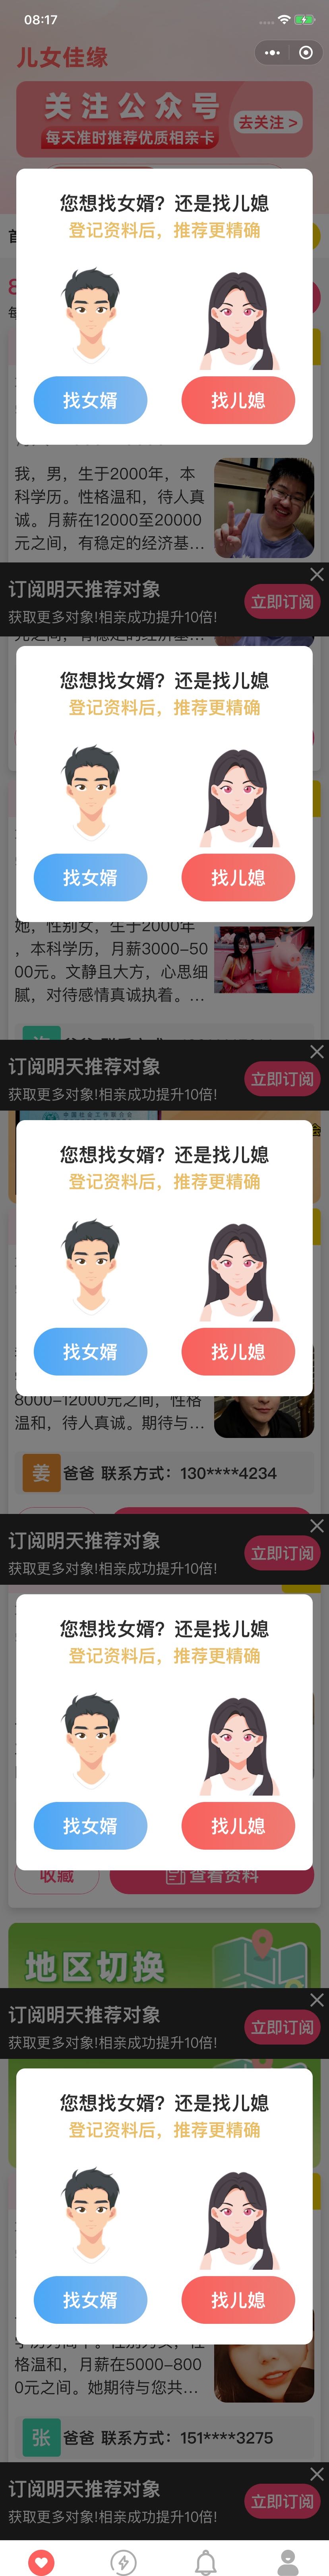 08:17
儿女佳缘
关注公众号
每天准时推荐优质相亲卡
去关注 >
您想找女婿？还是找儿媳
登记资料后，推荐更精确
找女婿
找儿媳
我，男，生于2000年，本
科学历。性格温和，待人真
诚。月薪在12000至20000
元之间，有稳定的经济基...
订阅明天推荐对象
获取更多对象!相亲成功提升10倍!
立即订阅
您想找女婿？还是找儿媳
登记资料后，推荐更精确
找女婿
找儿媳
她，性别女，生于2000年
，本科学历，月薪3000-50
00元。文静且大方，心思细
腻，对待感情真诚执着。...
订阅明天推荐对象
获取更多对象!相亲成功提升10倍!
立即订阅
您想找女婿？还是找儿媳
登记资料后，推荐更精确
找女婿
找儿媳
8000-12000元之间，性格
温和，待人真诚。期待与...
姜
爸爸 联系方式：130****4234
订阅明天推荐对象
获取更多对象!相亲成功提升10倍!
立即订阅
您想找女婿？还是找儿媳
登记资料后，推荐更精确
找女婿
找儿媳
收藏
查看资料
地区切换
订阅明天推荐对象
获取更多对象!相亲成功提升10倍!
立即订阅
您想找女婿？还是找儿媳
登记资料后，推荐更精确
找女婿
找儿媳
格温和，月薪在5000-800
0元之间。她期待与您共...
张
爸爸 联系方式：151****3275
订阅明天推荐对象
获取更多对象!相亲成功提升10倍!
立即订阅